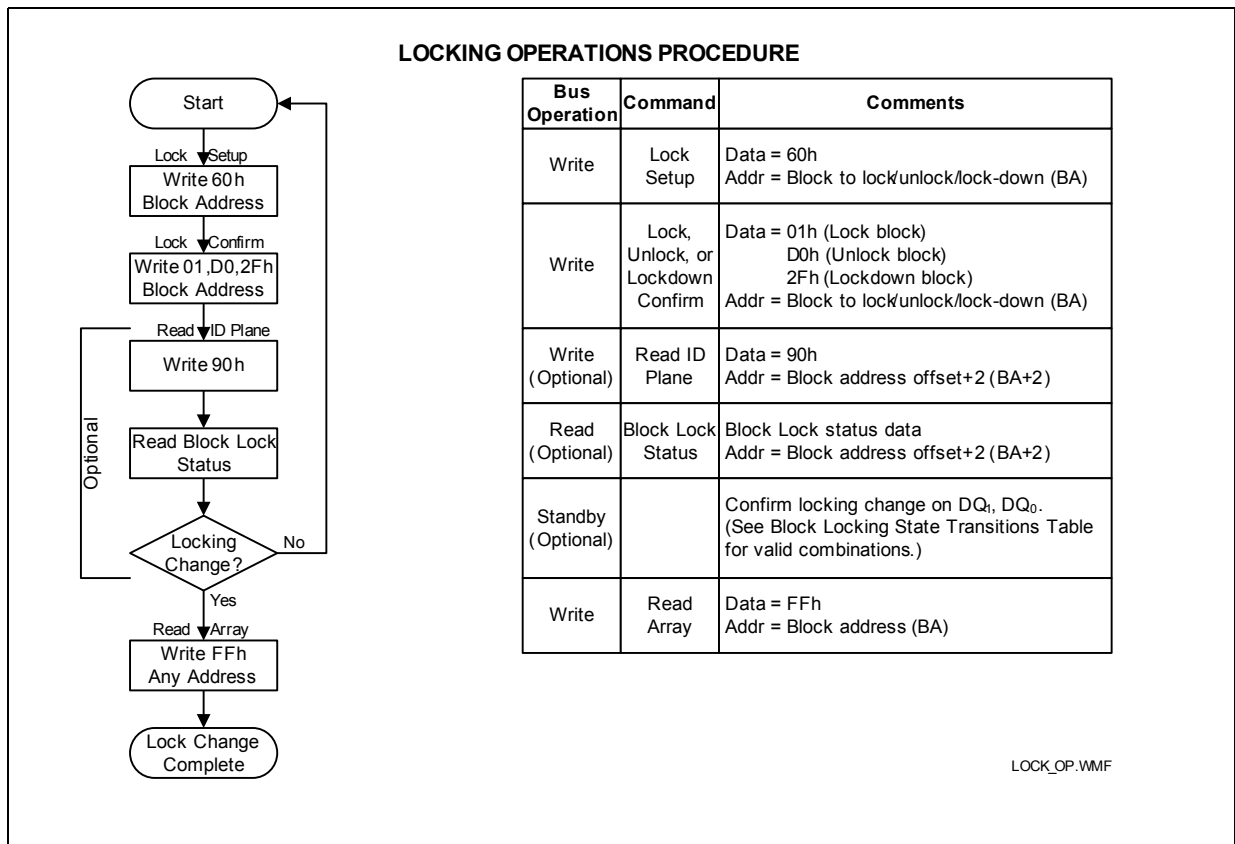 LOCKING OPERATIONS PROCEDURE
Start
Lock Setup
Write 60h
Block Address
Lock Confirm
Write 01,D0,2Fh
Block Address
Read ID Plane
Write 90h
Optional
Read Block Lock
Status
Locking
Change?
No
Yes
Read Array
Write FFh
Any Address
Lock Change
Complete
Bus
Operation
Command
Comments
Write
Lock
Setup
Data = 60h
Addr = Block to lock/unlock/lock-down (BA)
Write
Lock,
Unlock, or
Lockdown
Confirm
Data = 01h (Lock block)
D0h (Unlock block)
2Fh (Lockdown block)
Addr = Block to lock/unlock/lock-down (BA)
Write
(Optional)
Read ID
Plane
Data = 90h
Addr = Block address offset+2 (BA+2)
Read
(Optional)
Block Lock
Status
Block Lock status data
Addr = Block address offset+2 (BA+2)
Standby
(Optional)
Confirm locking change on DQ₁, DQ₀.
(See Block Locking State Transitions Table
for valid combinations.)
Write
Read
Array
Data = FFh
Addr = Block address (BA)
LOCK_OP.WMF